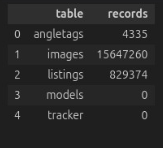 table records
0 angletags 4335
1 images 15647260
2 listings 829374
3 models 0
4 tracker 0